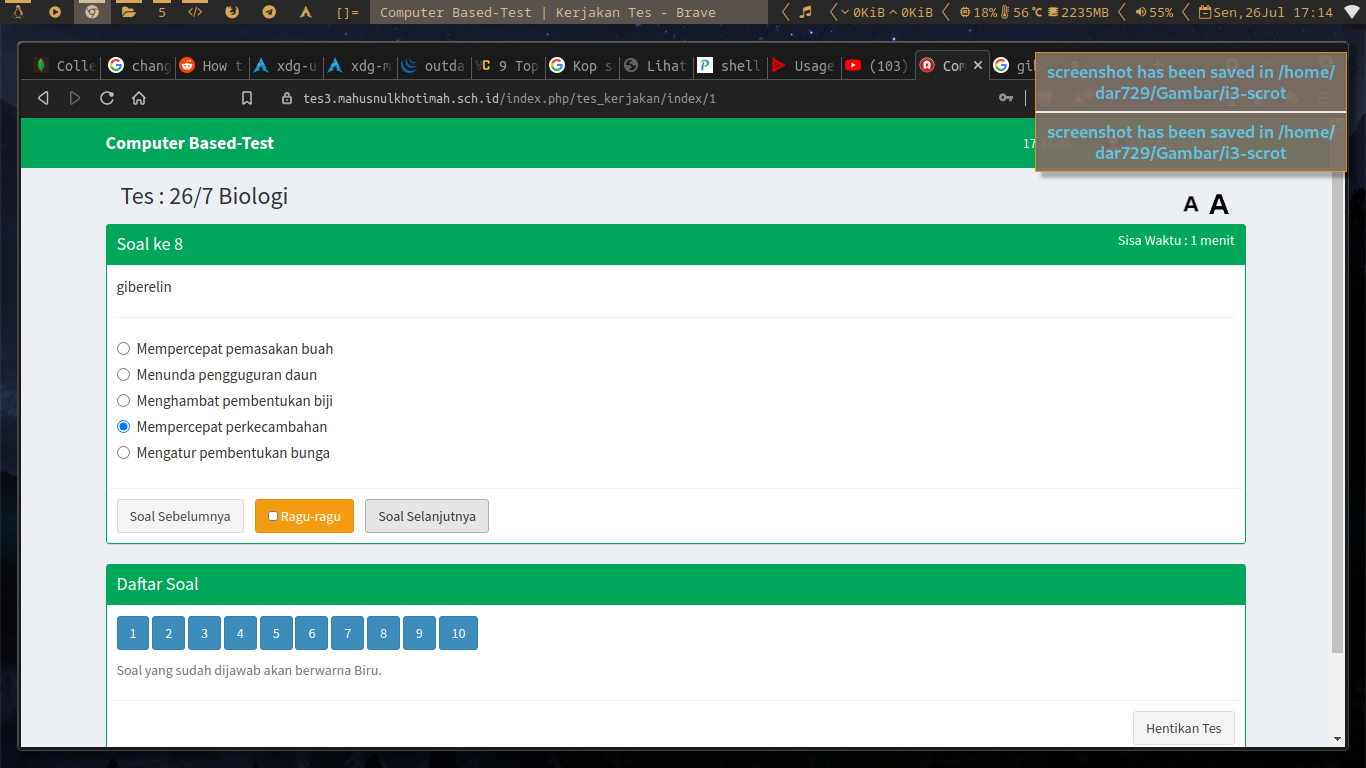 5 []= Computer Based-Test | Kerjakan Tes - Brave 0KiB 0KiB 18% 56℃ 2235MB 55% Sen,26Jul 17:14
Colle chang How t xdg-u xdg-m outda VC 9 Top Kop s Lihat shell Usage (103) Con gil
tes3.mahusnulkhotimah.sch.id/index.php/tes_kerjakan/index/1
screenshot has been saved in /home/
dar729/Gambar/i3-scrot
screenshot has been saved in /home/
dar729/Gambar/i3-scrot
Computer Based-Test
Tes : 26/7 Biologi
A A
Soal ke 8
Sisa Waktu : 1 menit
giberelin
Mempercepat pemasakan buah
Menunda pengguguran daun
Menghambat pembentukan biji
Mempercepat perkecambahan
Mengatur pembentukan bunga
Soal Sebelumnya Ragu-ragu Soal Selanjutnya
Daftar Soal
1 2 3 4 5 6 7 8 9 10
Soal yang sudah dijawab akan berwarna Biru.
Hentikan Tes